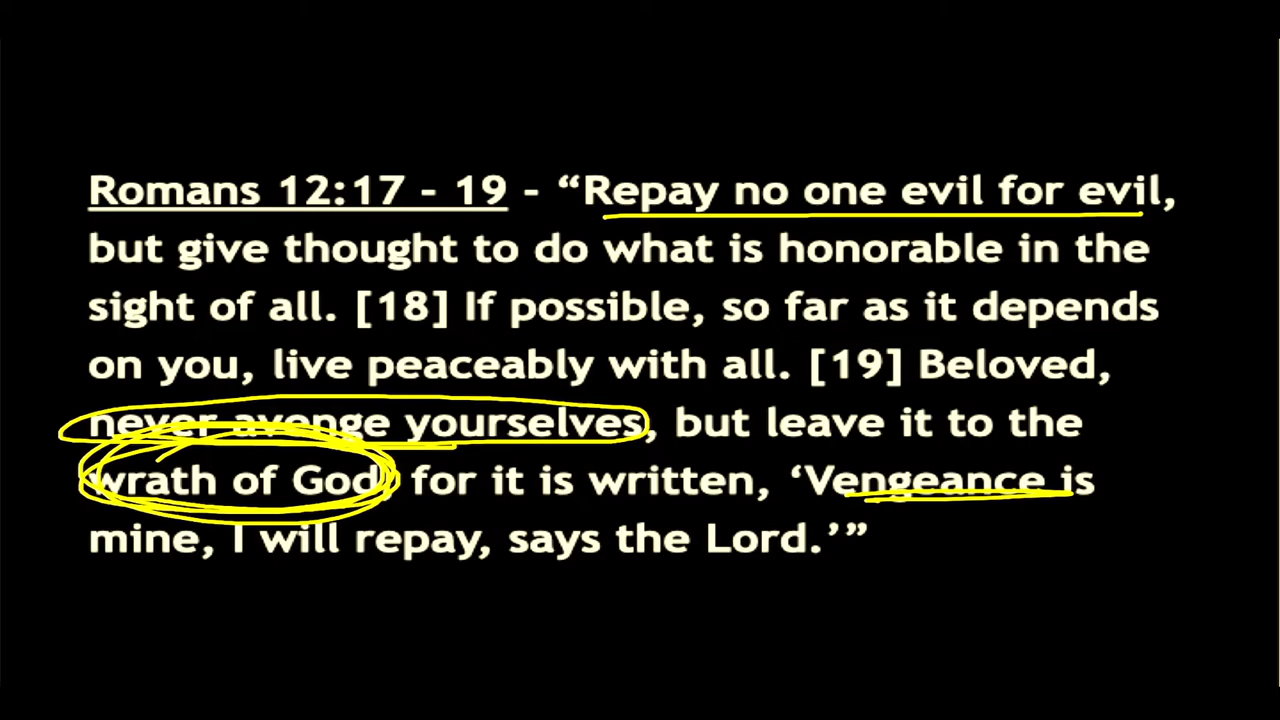 Romans 12:17 - 19 - “Repay no one evil for evil,
but give thought to do what is honorable in the
sight of all. [18] If possible, so far as it depends
on you, live peaceably with all. [19] Beloved,
never avenge yourselves, but leave it to the
wrath of God, for it is written, ‘Vengeance is
mine, I will repay, says the Lord.’”